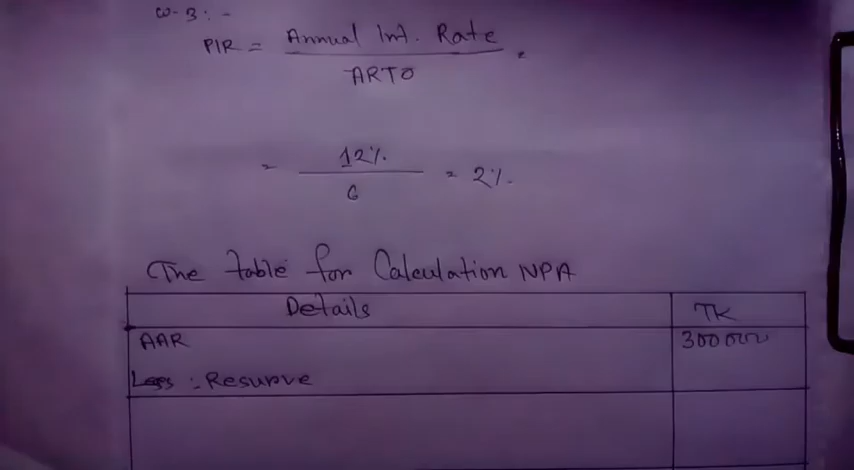 W-3:-
PIR = Annual Int. Rate
ARTO
= 12%
6
= 2%.
The table for Calculation NPA
Details TK
AAR 300000
Less : Resurve